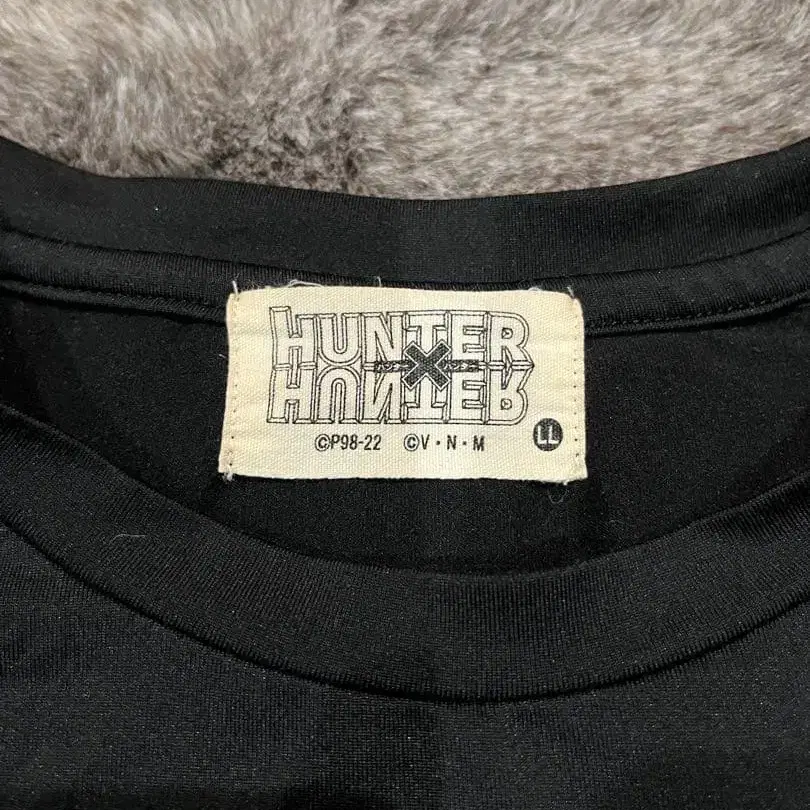 HUNTER
×
HUNTER
©P98-22 ©V・N・M
LL